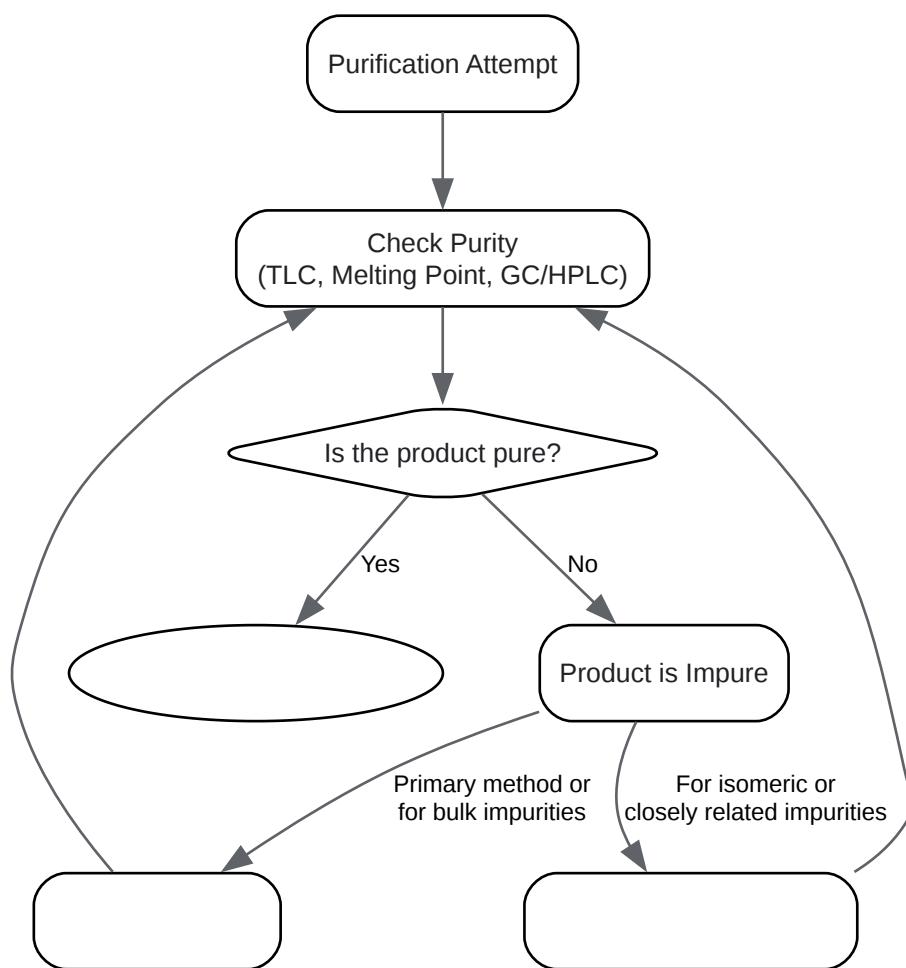 Purification Attempt
Check Purity
(TLC, Melting Point, GC/HPLC)
Is the product pure?
Yes
No
Product is Impure
Primary method or
for bulk impurities
For isomeric or
closely related impurities